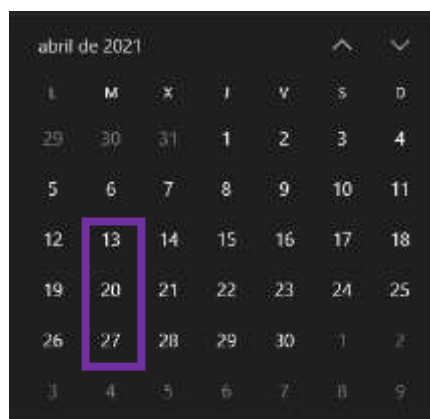 abril de 2021
L M X J V S D
29 30 31 1 2 3 4
5 6 7 8 9 10 11
12 13 14 15 16 17 18
19 20 21 22 23 24 25
26 27 28 29 30 1 2
3 4 5 6 7 8 9